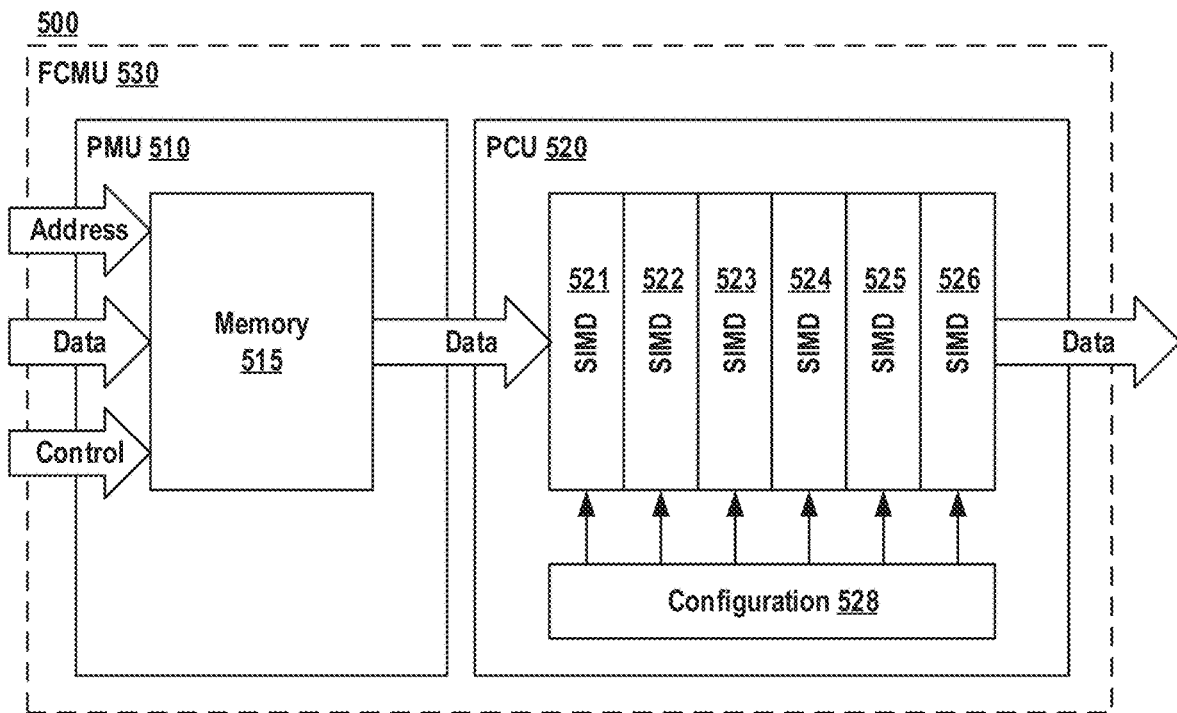 500
FCMU 530
PMU 510
PCU 520
Address
Data
Control
Memory
515
Data
521
SIMD
522
SIMD
523
SIMD
524
SIMD
525
SIMD
526
SIMD
Data
Configuration 528